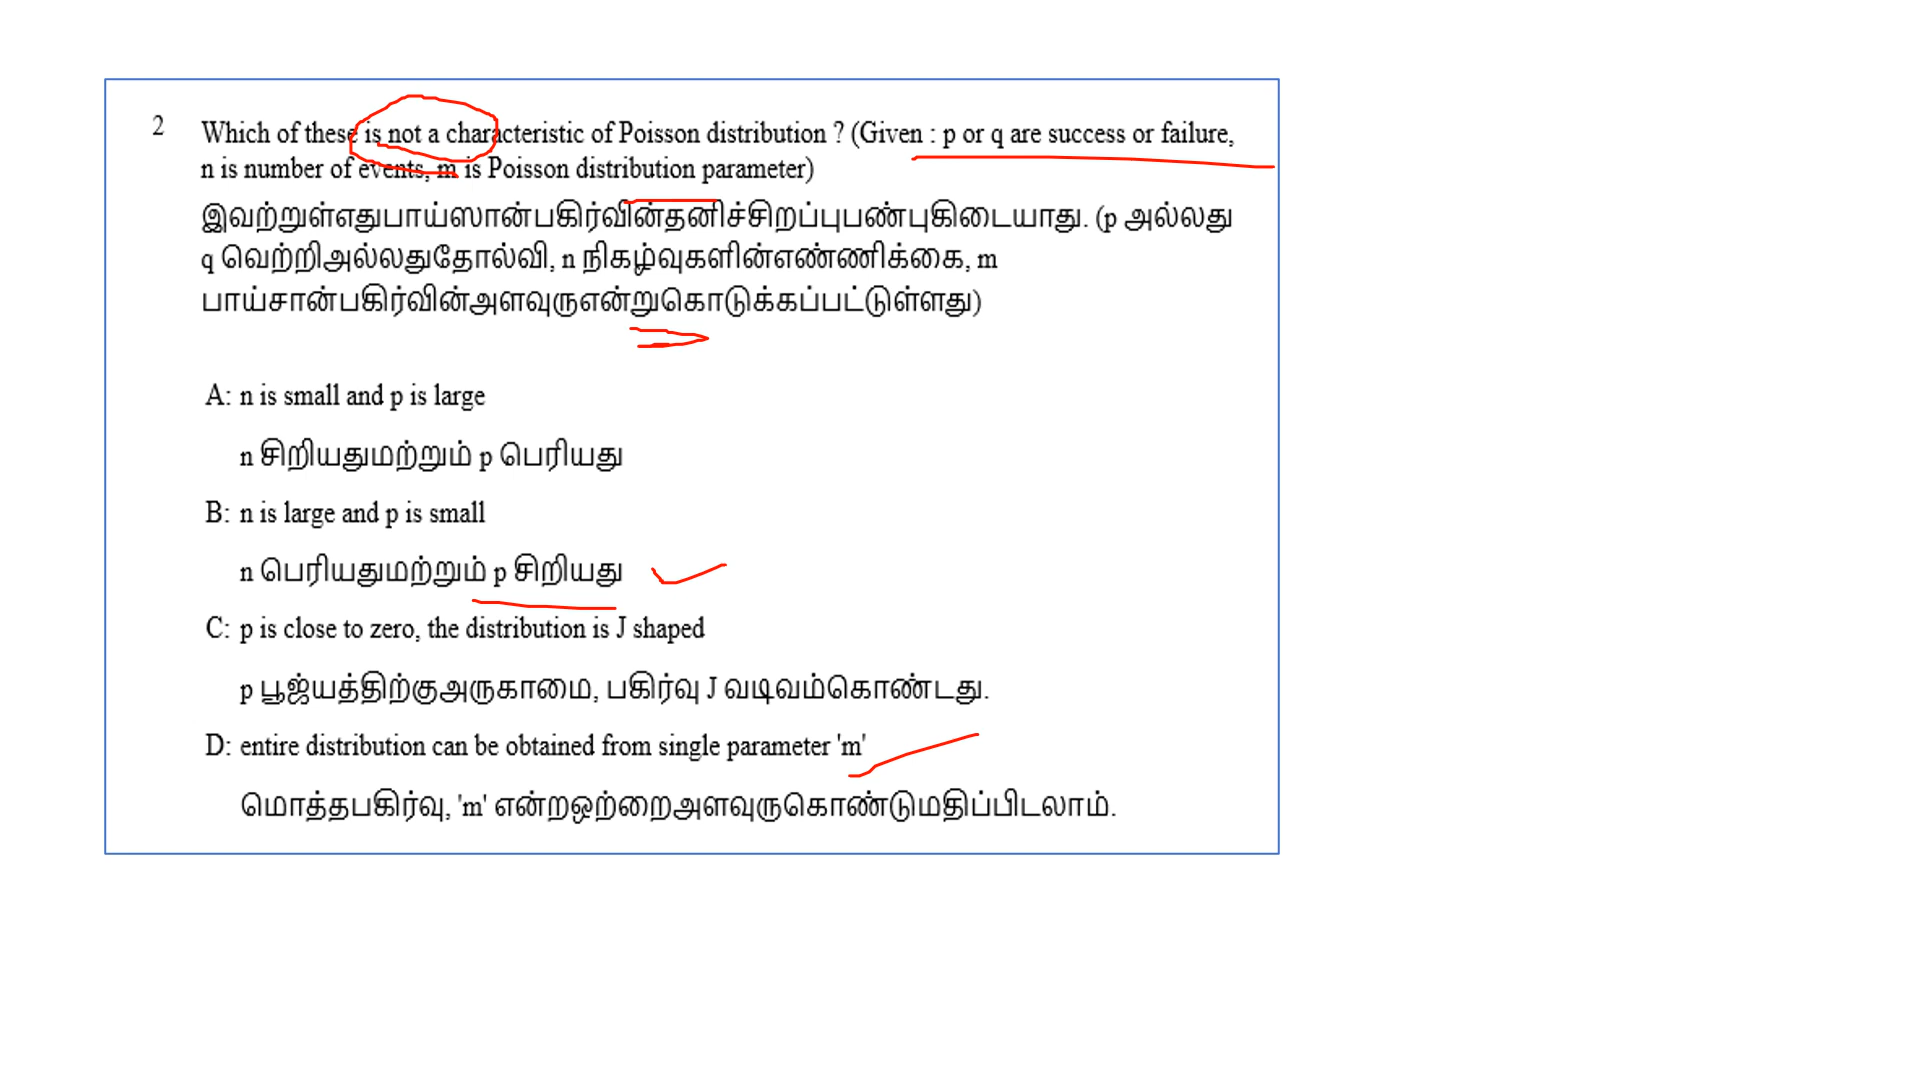 2 Which of these is not a characteristic of Poisson distribution ? (Given : p or q are success or failure,
n is number of events, m is Poisson distribution parameter)
இவற்றுள்எதுபாய்ஸான்பகிர்வின்தனிச்சிறப்புபண்புகிடையாது. (p அல்லது
q வெற்றிஅல்லதுதோல்வி, n நிகழ்வுகளின்எண்ணிக்கை, m
பாய்சான்பகிர்வின்அளவுருஎன்றுகொடுக்கப்பட்டுள்ளது)
A: n is small and p is large
n சிறியதுமற்றும் p பெரியது
B: n is large and p is small
n பெரியதுமற்றும் p சிறியது
C: p is close to zero, the distribution is J shaped
p பூஜ்யத்திற்குஅருகாமை, பகிர்வு J வடிவம்கொண்டது.
D: entire distribution can be obtained from single parameter 'm'
மொத்தபகிர்வு, 'm' என்றஒற்றைஅளவுருகொண்டுமதிப்பிடலாம்.